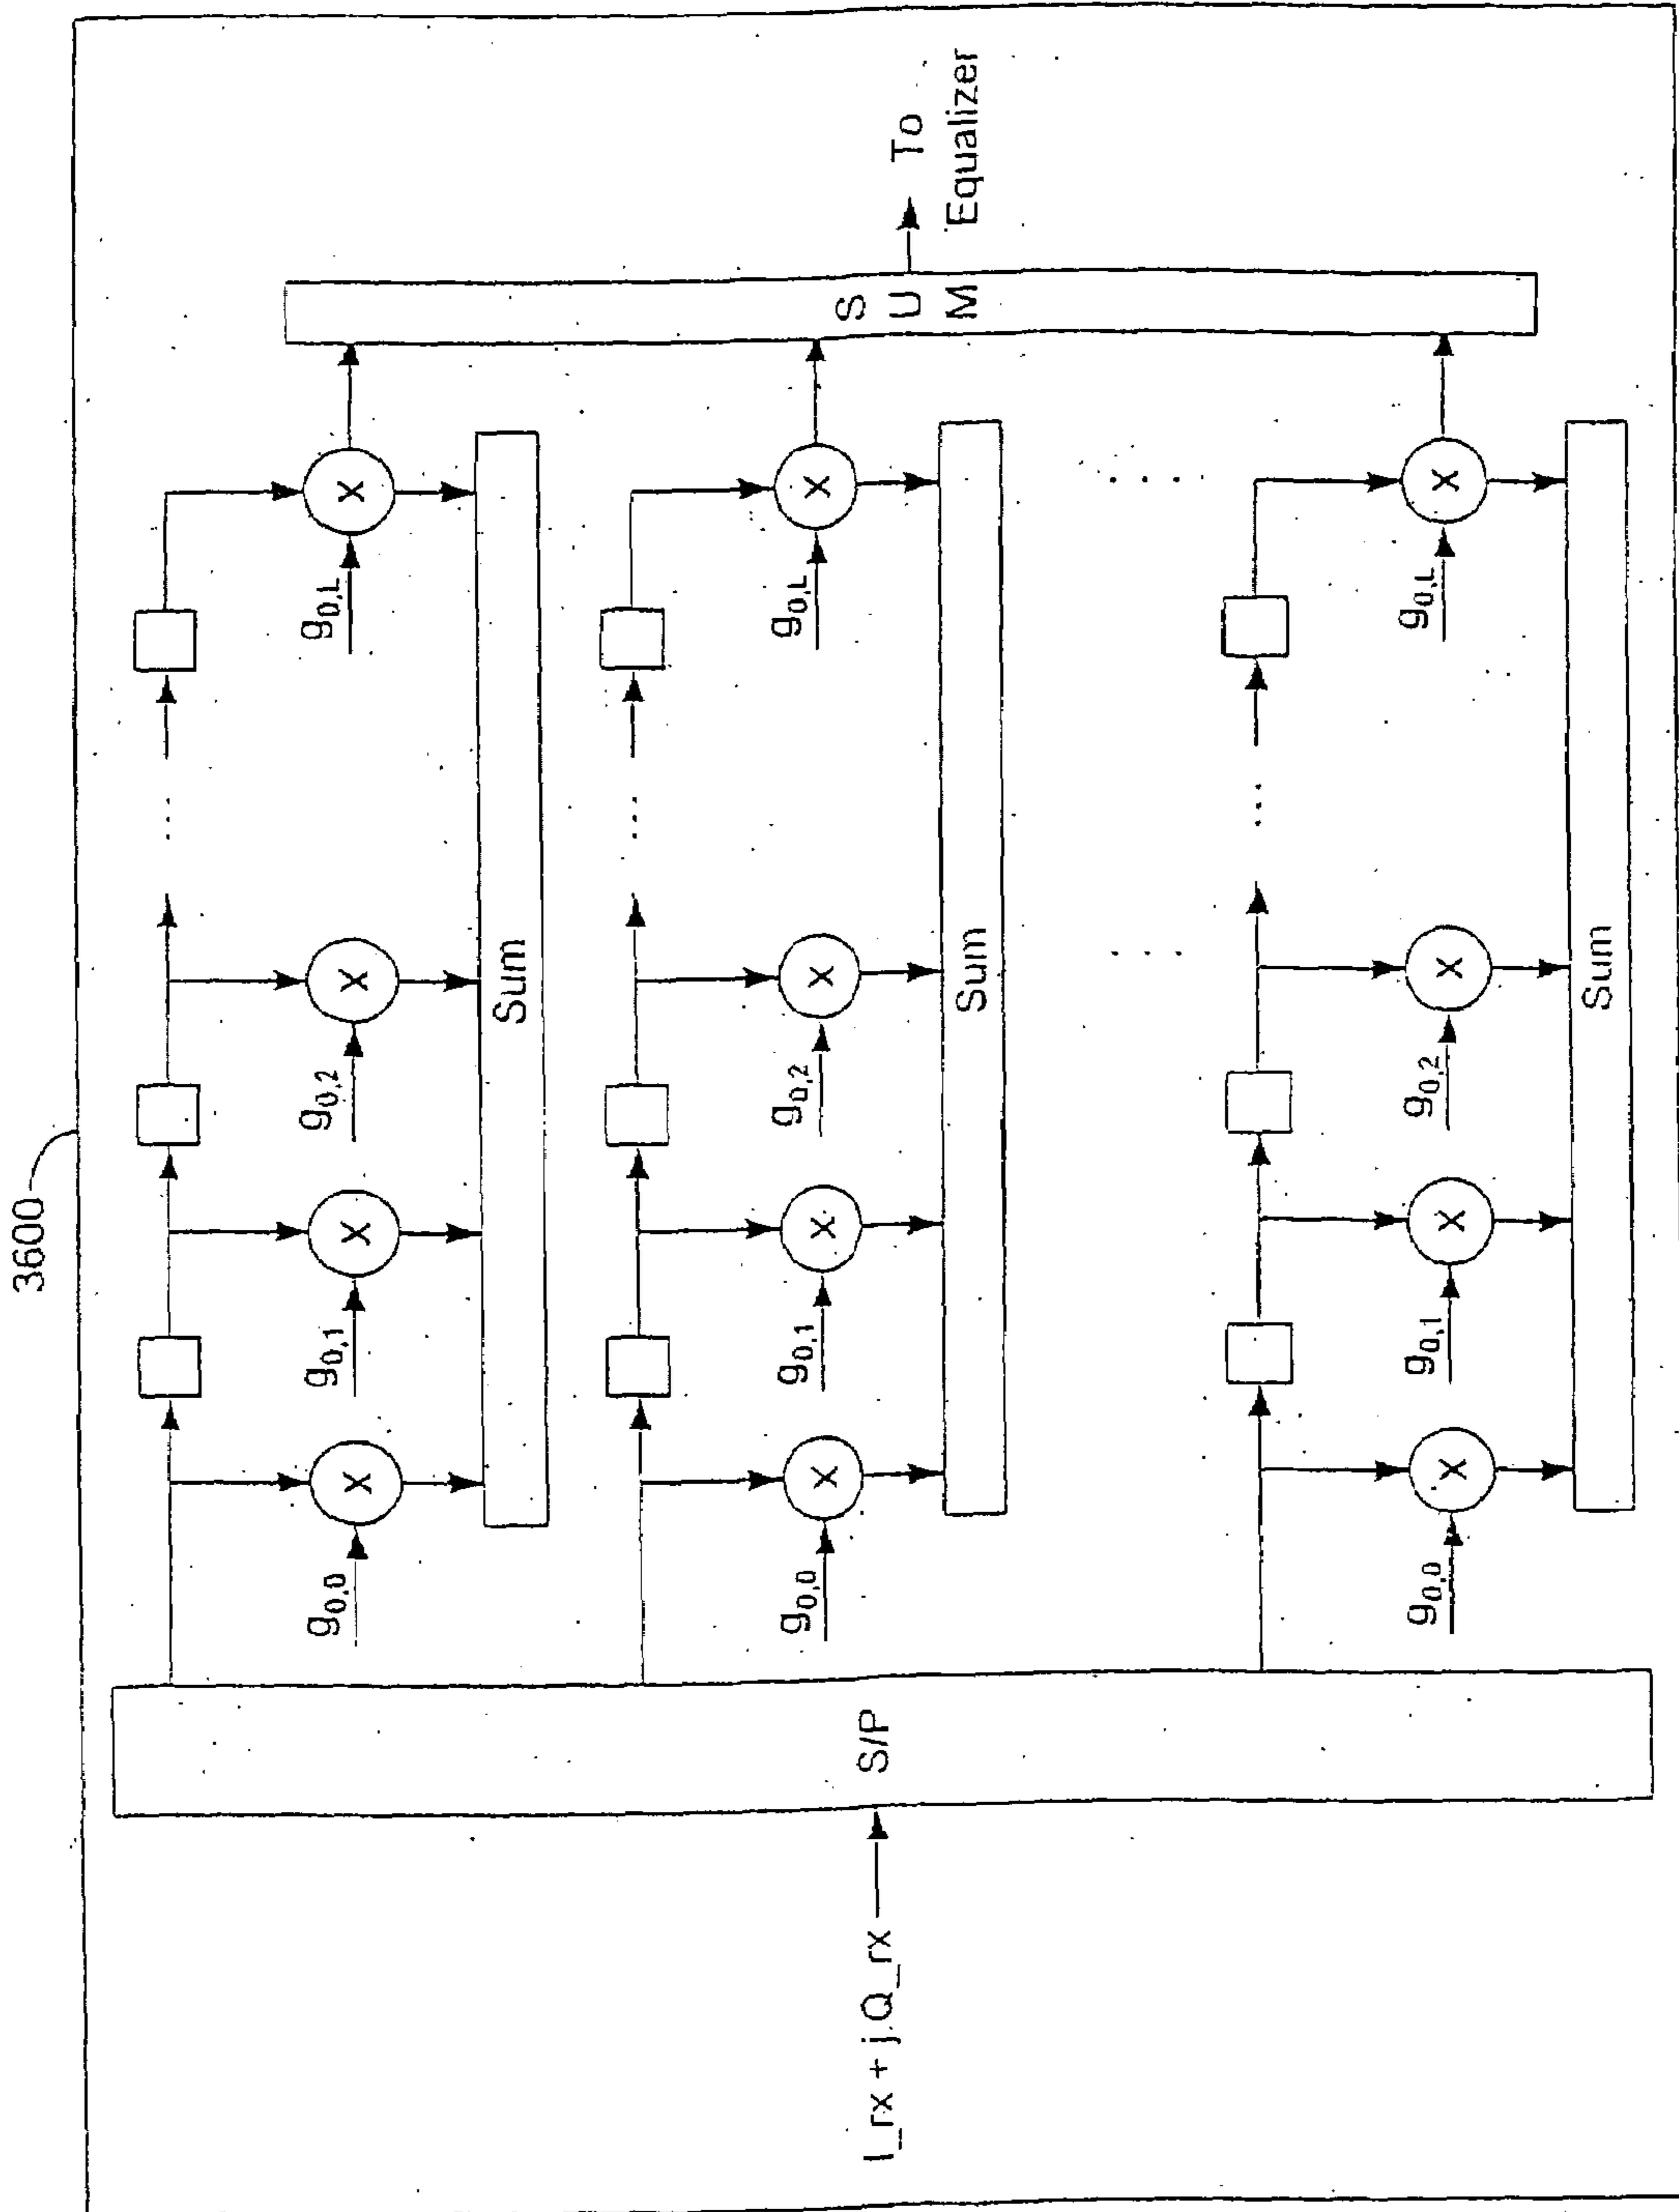 3600
I_rx + j.Q_rx
S/P
g0,0
X
g0,1
X
g0,2
X
...
g0,L
X
Sum
g0,0
X
g0,1
X
g0,2
X
...
g0,L
X
Sum
....
....
g0,0
X
g0,1
X
g0,2
X
...
g0,L
X
Sum
S
U
M
To
Equalizer